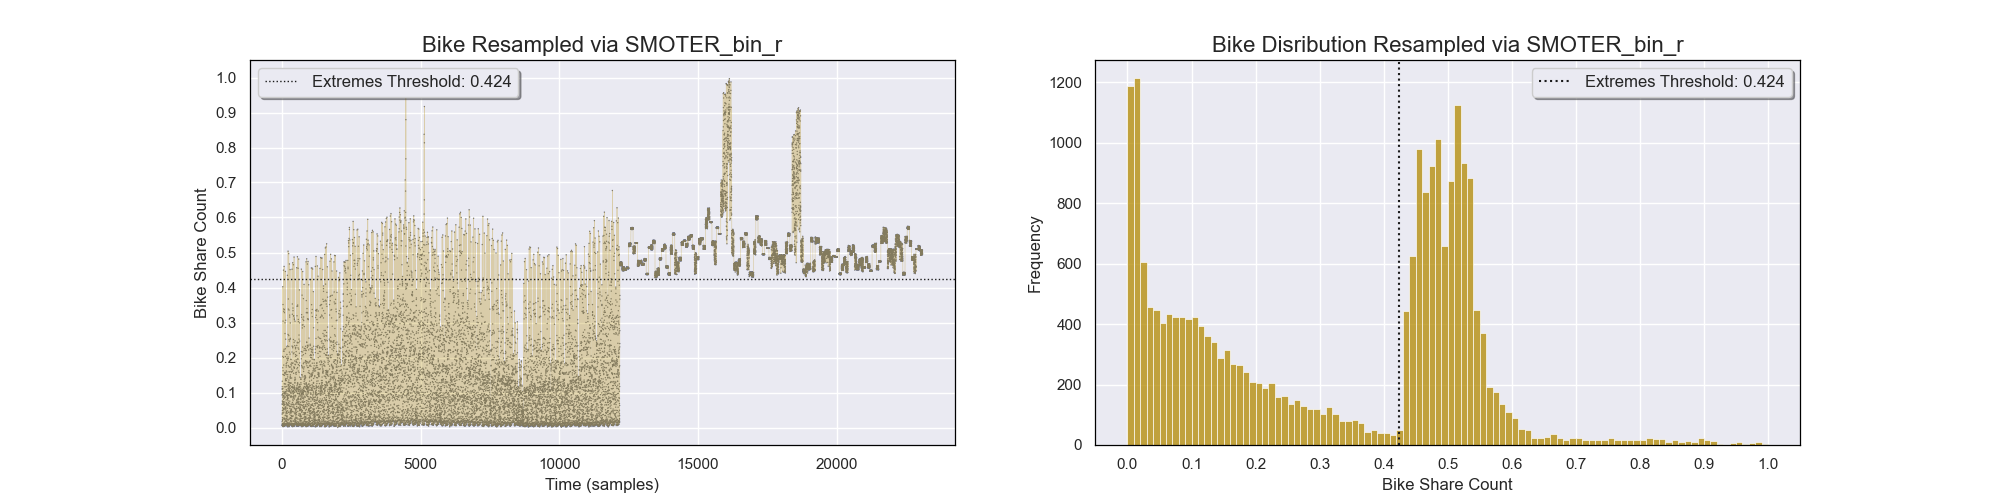 Bike Resampled via SMOTER_bin_r
Extremes Threshold: 0.424
1.0
0.9
0.8
0.7
0.6
0.5
0.4
0.3
0.2
0.1
0.0
Bike Share Count
0 5000 10000 15000 20000
Time (samples)
Bike Disribution Resampled via SMOTER_bin_r
Extremes Threshold: 0.424
1200
1000
800
600
400
200
0
Frequency
0.0 0.1 0.2 0.3 0.4 0.5 0.6 0.7 0.8 0.9 1.0
Bike Share Count